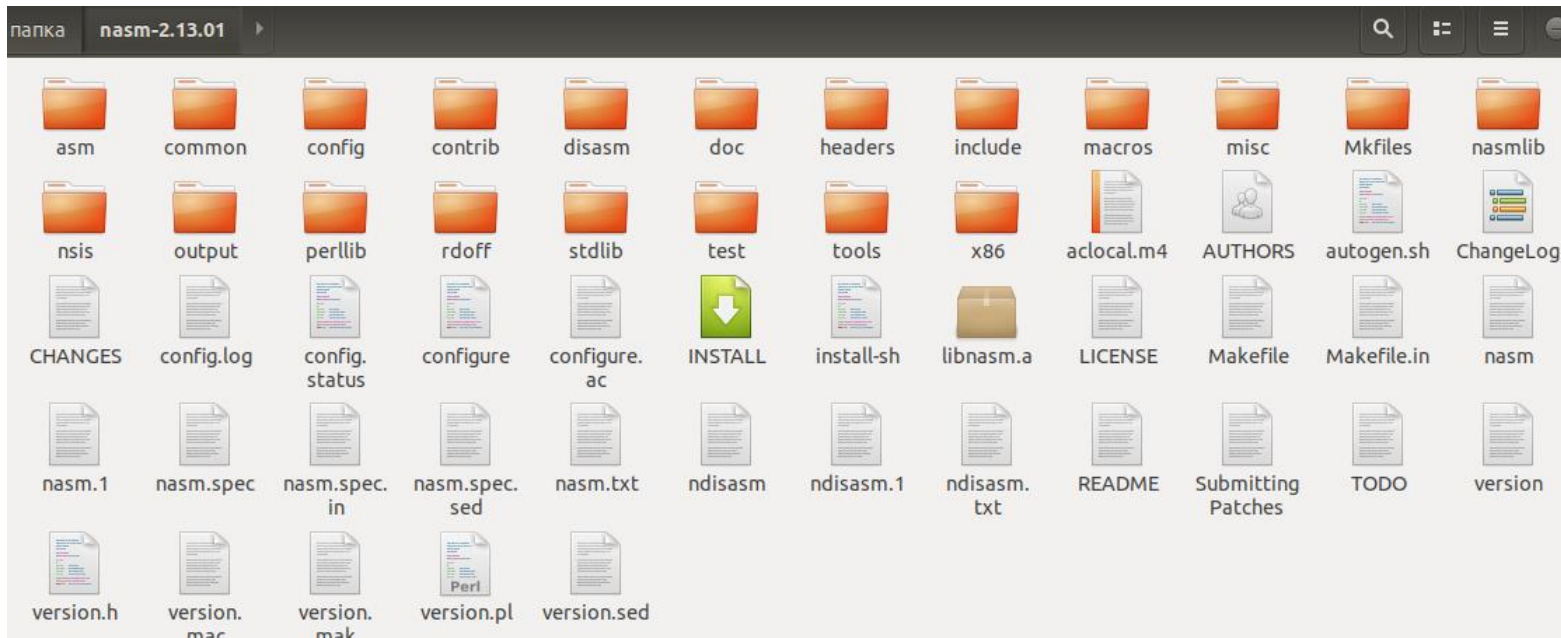 папка nasm-2.13.01
asm common config contrib disasm doc headers include macros misc Mkfiles nasmlib
nsis output perllib rdoff stdlib test tools x86 aclocal.m4 AUTHORS autogen.sh ChangeLog
CHANGES config.log config. configure configure. INSTALL install-sh libnasm.a LICENSE Makefile Makefile.in nasm
status ac
nasm.1 nasm.spec nasm.spec. nasm.spec. nasm.txt ndisasm ndisasm.1 ndisasm. README Submitting TODO version
in sed txt Patches
Perl
version.h version. version. version.pl version.sed
mac mak